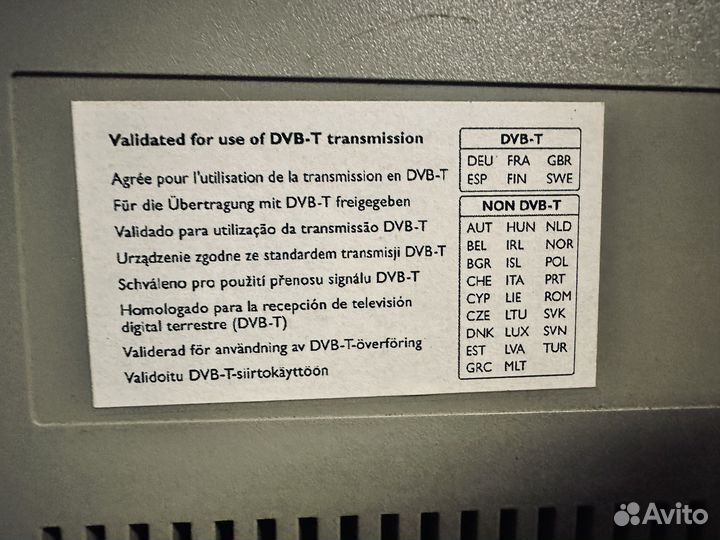 Validated for use of DVB-T transmission
Agrée pour l'utilisation de la transmission en DVB-T
Für die Übertragung mit DVB-T freigegeben
Validado para utilização da transmissão DVB-T
Urządzenie zgodne ze standardem transmisji DVB-T
Schváleno pro použití přenosu signálu DVB-T
Homologado para la recepción de televisión
digital terrestre (DVB-T)
Validerad för användning av DVB-T-överföring
Validoitu DVB-T-siirtokäyttöön
DVB-T
DEU FRA GBR
ESP FIN SWE
NON DVB-T
AUT HUN NLD
BEL IRL NOR
BGR ISL POL
CHE ITA PRT
CYP LIE ROM
CZE LTU SVK
DNK LUX SVN
EST LVA TUR
GRC MLT
Avito